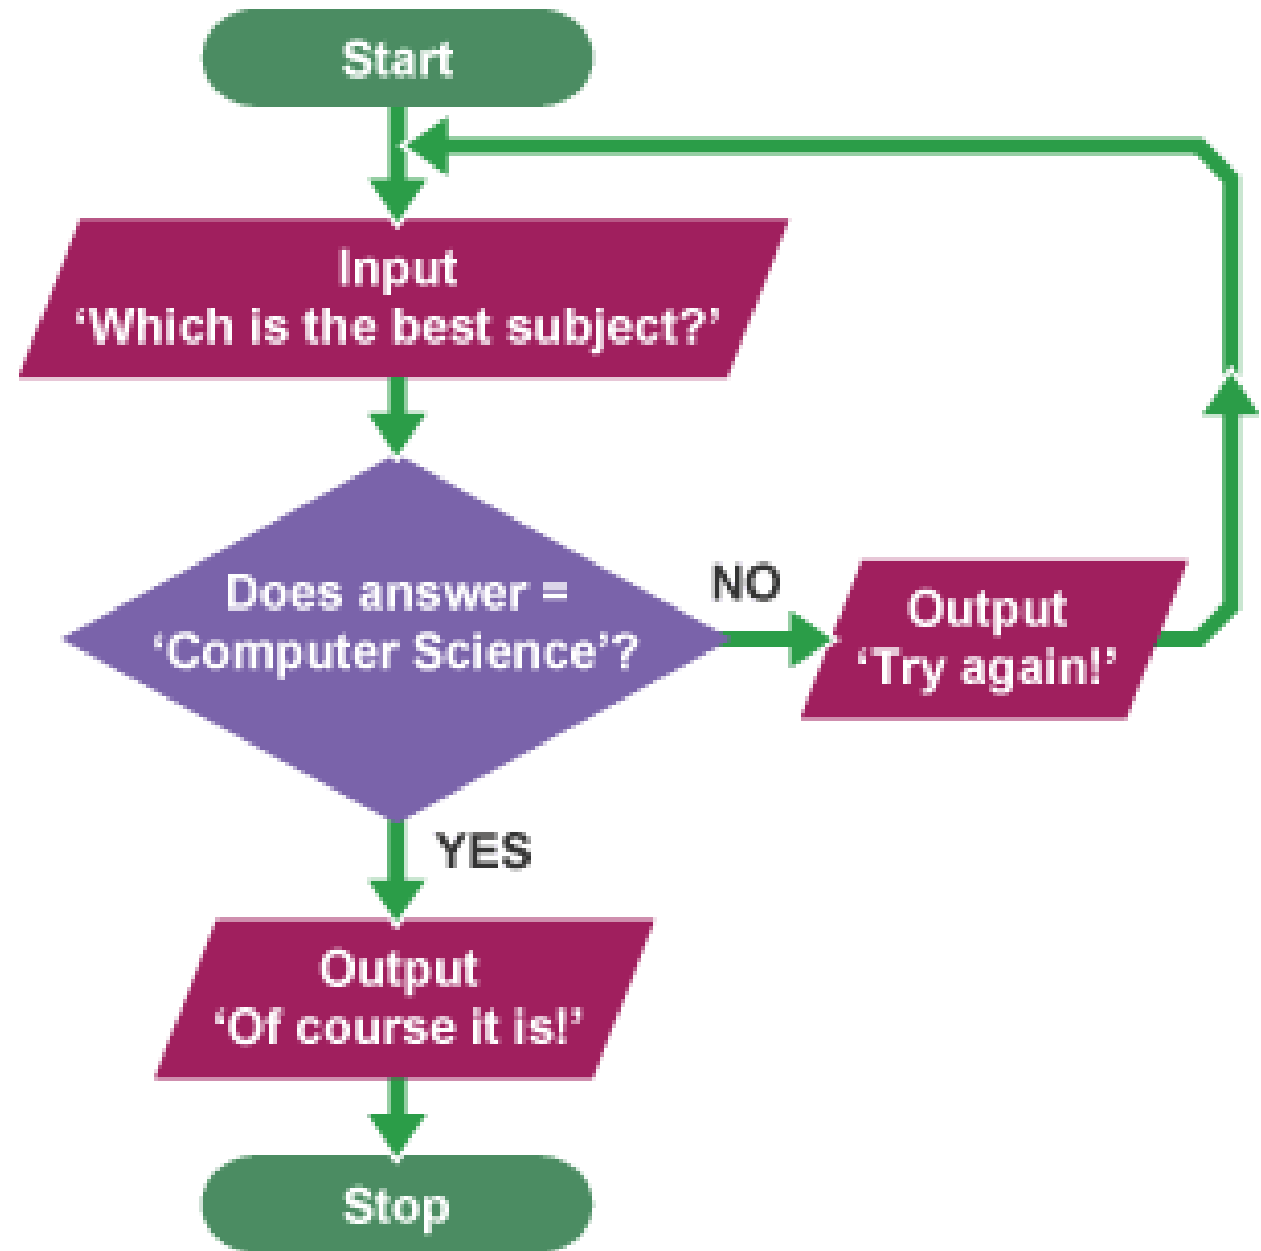 Start
Input
‘Which is the best subject?’
Does answer =
‘Computer Science’?
NO
Output
‘Try again!’
YES
Output
‘Of course it is!’
Stop